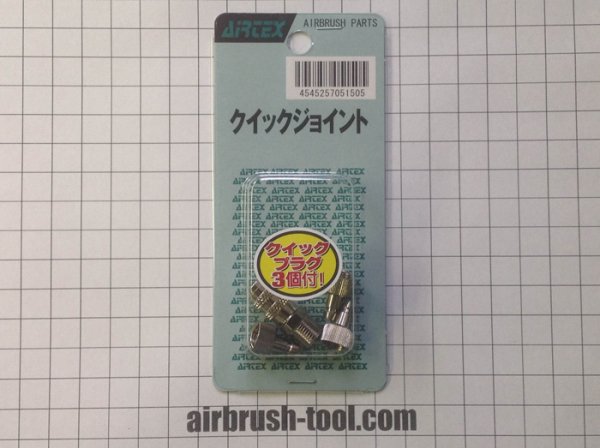 AIRTEX
AIRBRUSH PARTS
4545257051505
クイックジョイント
クイック
プラグ
3個付!
airbrush-tool.com